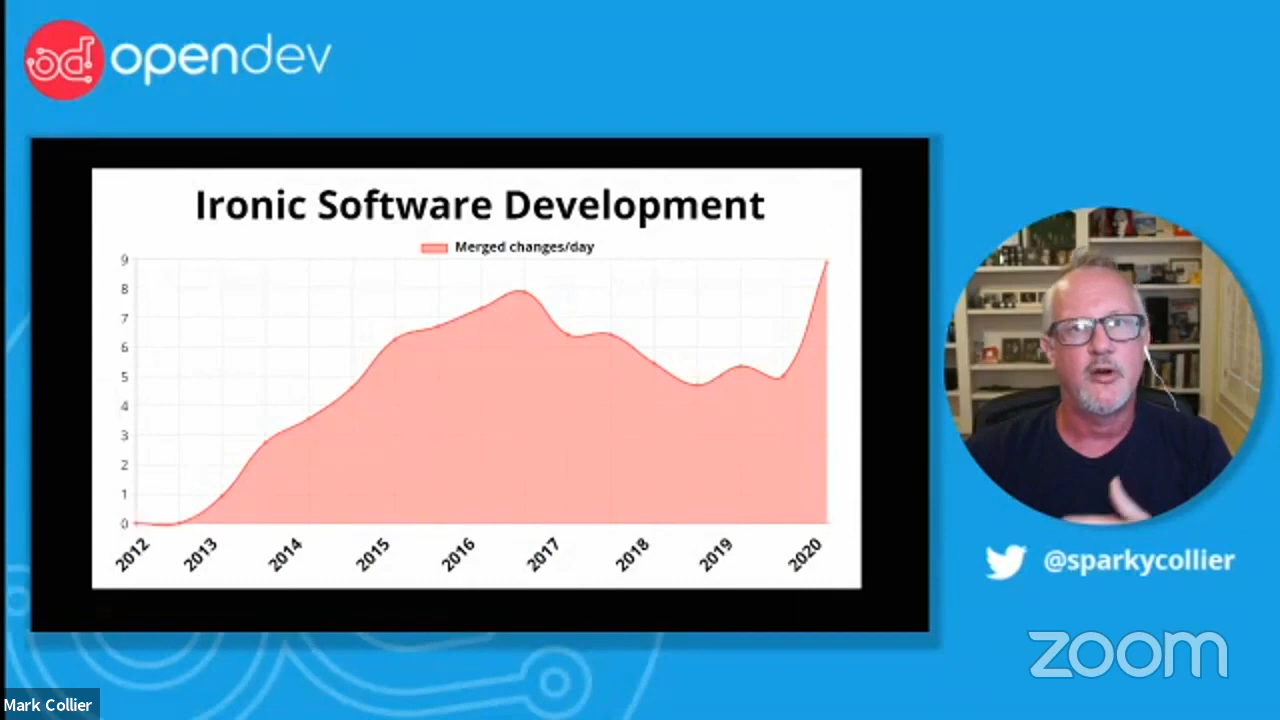 opendev
Ironic Software Development
Merged changes/day
9
8
7
6
5
4
3
2
1
0
2012 2013 2014 2015 2016 2017 2018 2019 2020
@sparkycollier
zoom
Mark Collier